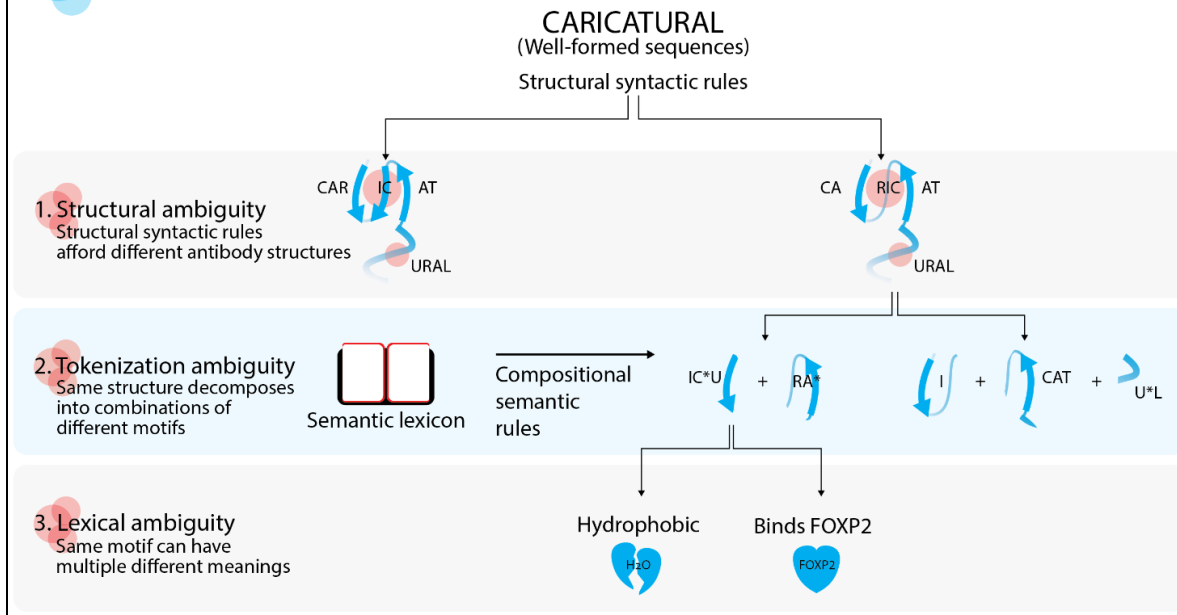 CARICATURAL
(Well-formed sequences)
Structural syntactic rules
CAR
IC
AT
URAL
CA
RIC
AT
URAL
1. Structural ambiguity
Structural syntactic rules
afford different antibody structures
2. Tokenization ambiguity
Same structure decomposes
into combinations of
different motifs
Semantic lexicon
Compositional
semantic
rules
IC*U
+
RA*
I
+
CAT
+
U*L
3. Lexical ambiguity
Same motif can have
multiple different meanings
Hydrophobic
H2O
Binds FOXP2
FOXP2